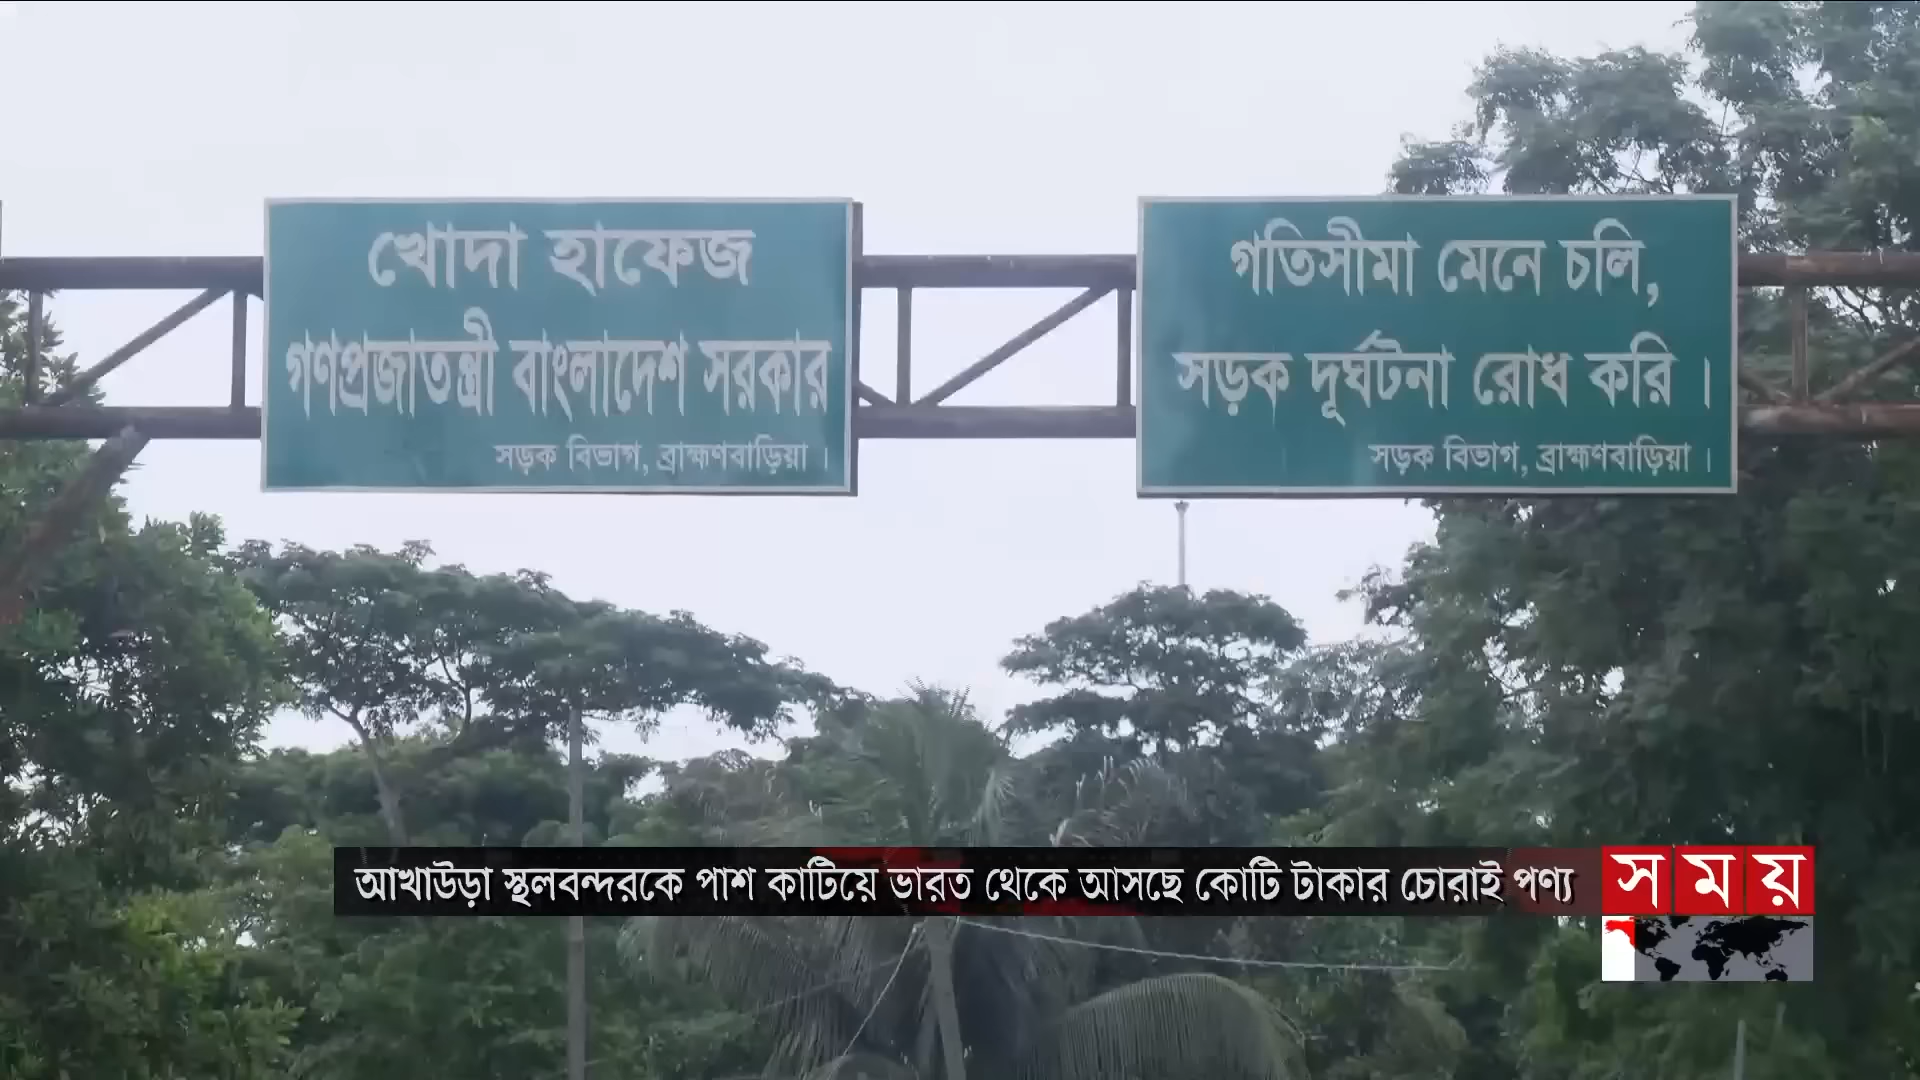 খোদা হাফেজ
গণপ্রজাতন্ত্রী বাংলাদেশ সরকার
সড়ক বিভাগ, ব্রাহ্মণবাড়িয়া।
গতিসীমা মেনে চলি,
সড়ক দূর্ঘটনা রোধ করি।
সড়ক বিভাগ, ব্রাহ্মণবাড়িয়া।
আখাউড়া স্থলবন্দরকে পাশ কাটিয়ে ভারত থেকে আসছে কোটি টাকার চোরাই পণ্য
সময়